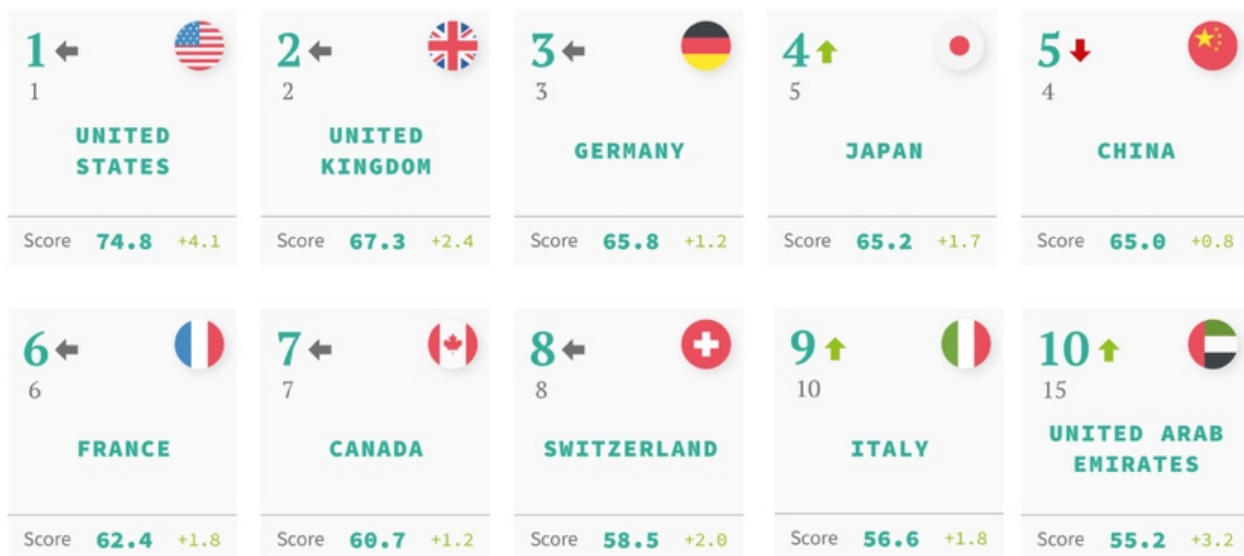 1
1
UNITED
STATES
Score 74.8 +4.1
2
2
UNITED
KINGDOM
Score 67.3 +2.4
3
3
GERMANY
Score 65.8 +1.2
4
5
JAPAN
Score 65.2 +1.7
5
4
CHINA
Score 65.0 +0.8
6
6
FRANCE
Score 62.4 +1.8
7
7
CANADA
Score 60.7 +1.2
8
8
SWITZERLAND
Score 58.5 +2.0
9
10
ITALY
Score 56.6 +1.8
10
15
UNITED ARAB
EMIRATES
Score 55.2 +3.2